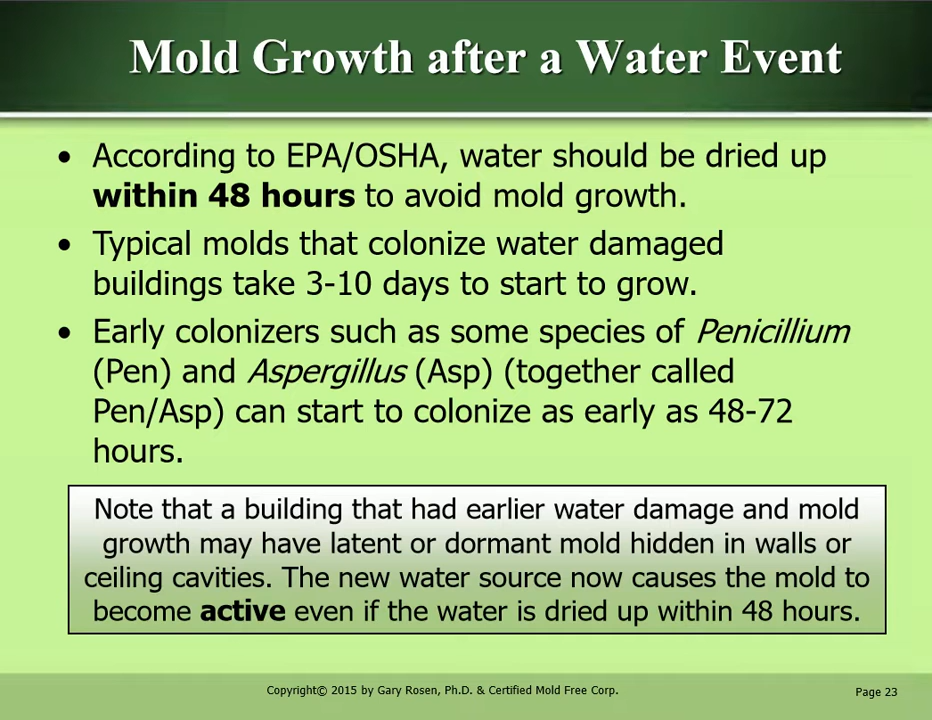 Mold Growth after a Water Event
• According to EPA/OSHA, water should be dried up
within 48 hours to avoid mold growth.
• Typical molds that colonize water damaged
buildings take 3-10 days to start to grow.
• Early colonizers such as some species of Penicillium
(Pen) and Aspergillus (Asp) (together called
Pen/Asp) can start to colonize as early as 48-72
hours.
Note that a building that had earlier water damage and mold
growth may have latent or dormant mold hidden in walls or
ceiling cavities. The new water source now causes the mold to
become active even if the water is dried up within 48 hours.
Copyright© 2015 by Gary Rosen, Ph.D. & Certified Mold Free Corp.
Page 23